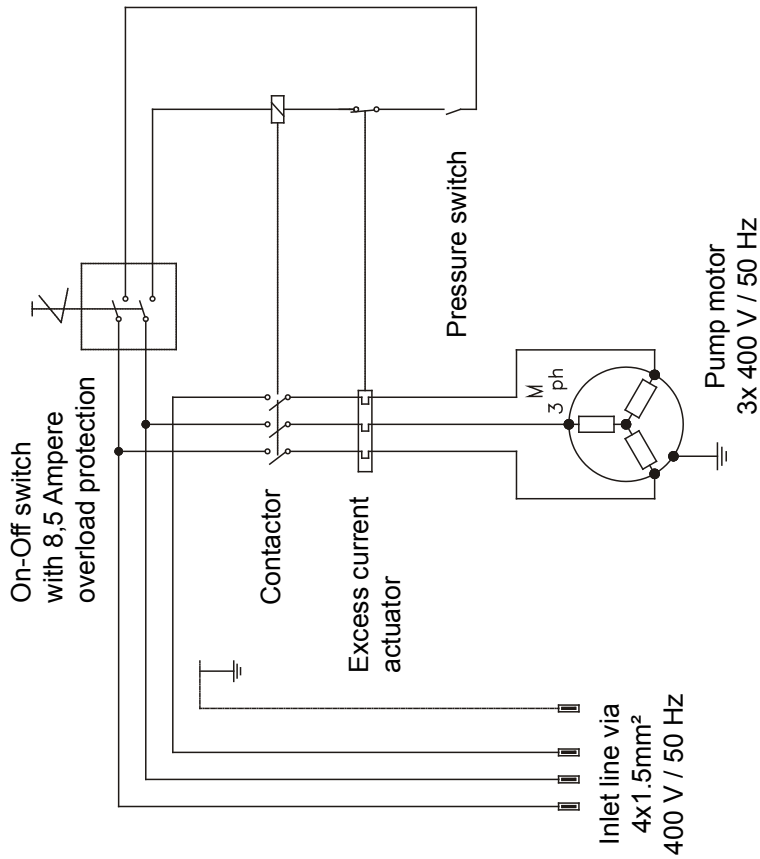 On-Off switch
with 8,5 Ampere
overload protection
Contactor
Excess current
actuator
Pressure switch
M
3 ph
Pump motor
3x 400 V / 50 Hz
Inlet line via
4x1.5mm²
400 V / 50 Hz